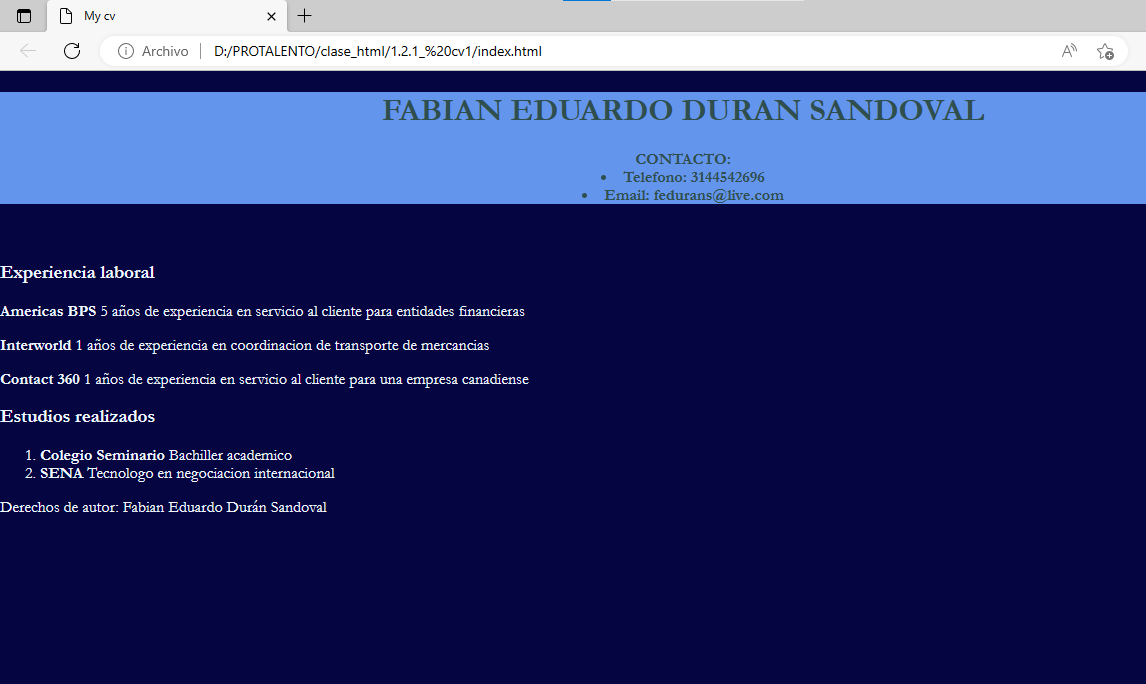 My cv
Archivo D:/PROTALENTO/clase_html/1.2.1_%20cv1/index.html
FABIAN EDUARDO DURAN SANDOVAL
CONTACTO:
• Telefono: 3144542696
• Email: fedurans@live.com
Experiencia laboral
Americas BPS 5 años de experiencia en servicio al cliente para entidades financieras
Interworld 1 años de experiencia en coordinacion de transporte de mercancias
Contact 360 1 años de experiencia en servicio al cliente para una empresa canadiense
Estudios realizados
1. Colegio Seminario Bachiller academico
2. SENA Tecnologo en negociacion internacional
Derechos de autor: Fabian Eduardo Durán Sandoval